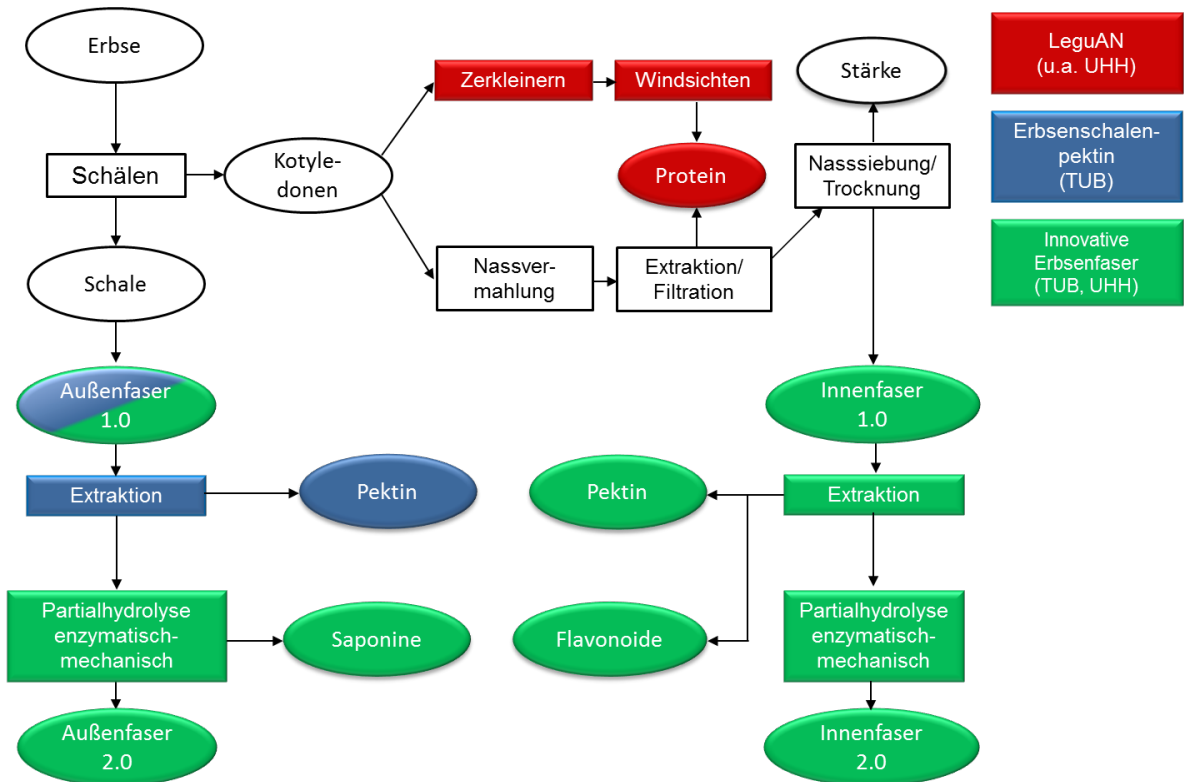 Erbse
Schälen
Schale
Kotyle-
donen
Zerkleinern
Windsichten
Protein
Nassver-
mahlung
Extraktion/
Filtration
Stärke
Nasssiebung/
Trocknung
LeguAN
(u.a. UHH)
Erbsenschalen-
pektin
(TUB)
Innovative
Erbsenfaser
(TUB, UHH)
Außenfaser
1.0
Innenfaser
1.0
Extraktion
Pektin
Pektin
Extraktion
Partialhydrolyse
enzymatisch-
mechanisch
Saponine
Flavonoide
Partialhydrolyse
enzymatisch-
mechanisch
Außenfaser
2.0
Innenfaser
2.0